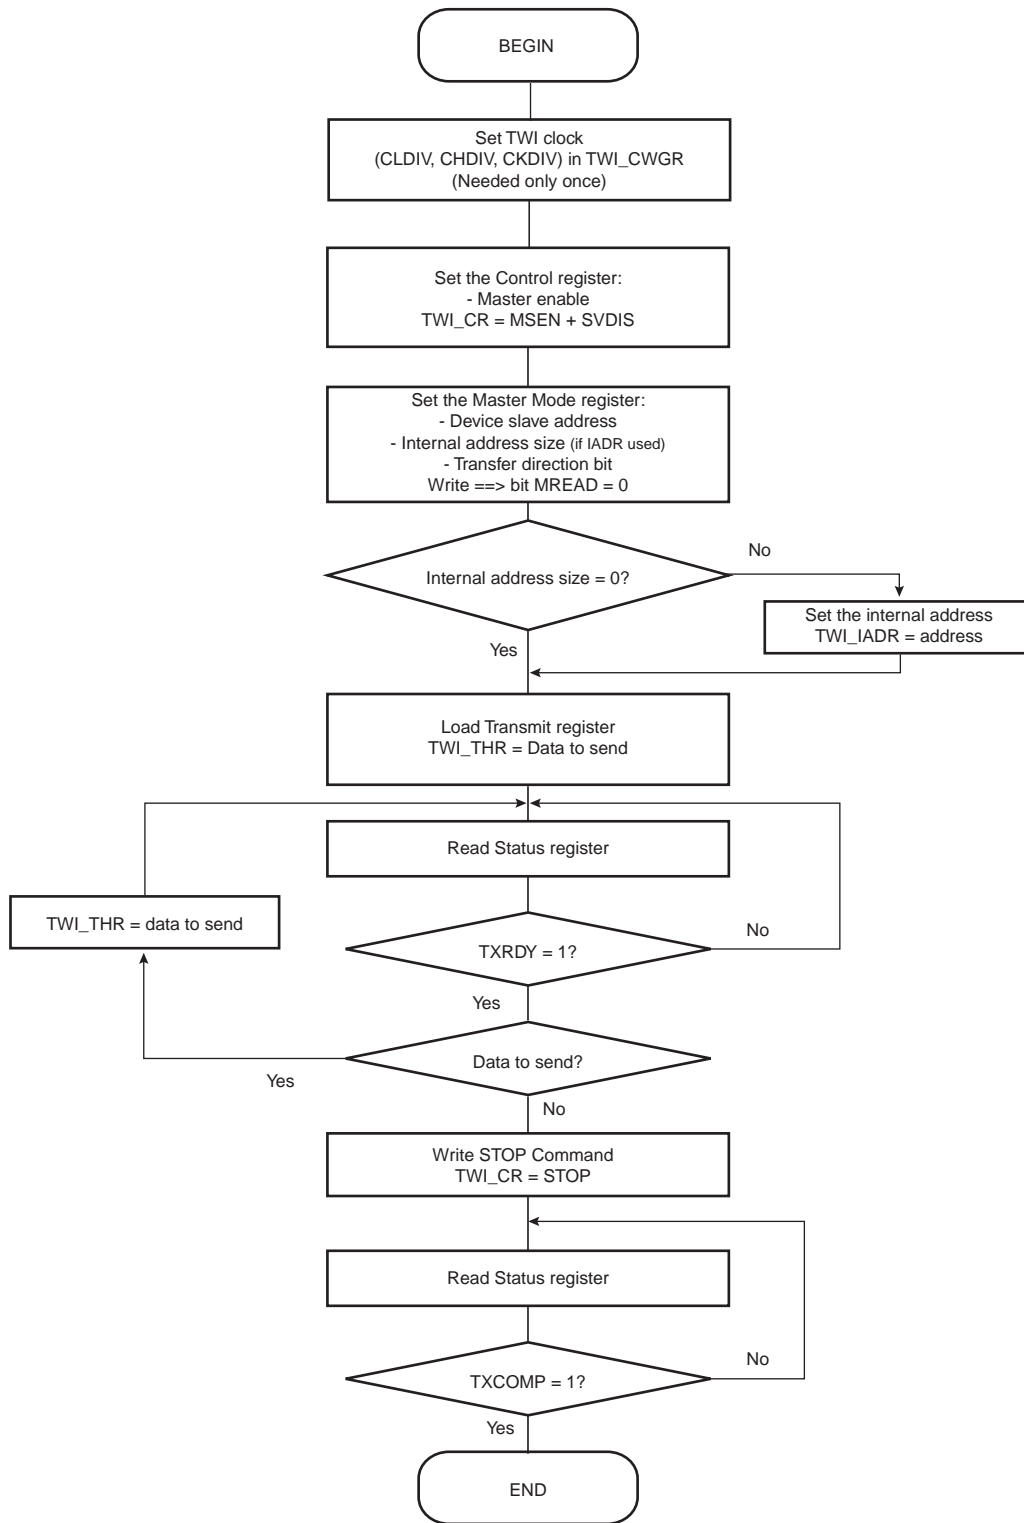 BEGIN
Set TWI clock
(CLDIV, CHDIV, CKDIV) in TWI_CWGR
(Needed only once)
Set the Control register:
- Master enable
TWI_CR = MSEN + SVDIS
Set the Master Mode register:
- Device slave address
- Internal address size (if IADR used)
- Transfer direction bit
Write ==> bit MREAD = 0
No
Internal address size = 0?
Set the internal address
TWI_IADR = address
Yes
Load Transmit register
TWI_THR = Data to send
Read Status register
TWI_THR = data to send
No
TXRDY = 1?
Yes
Data to send?
Yes
No
Write STOP Command
TWI_CR = STOP
Read Status register
No
TXCOMP = 1?
Yes
END